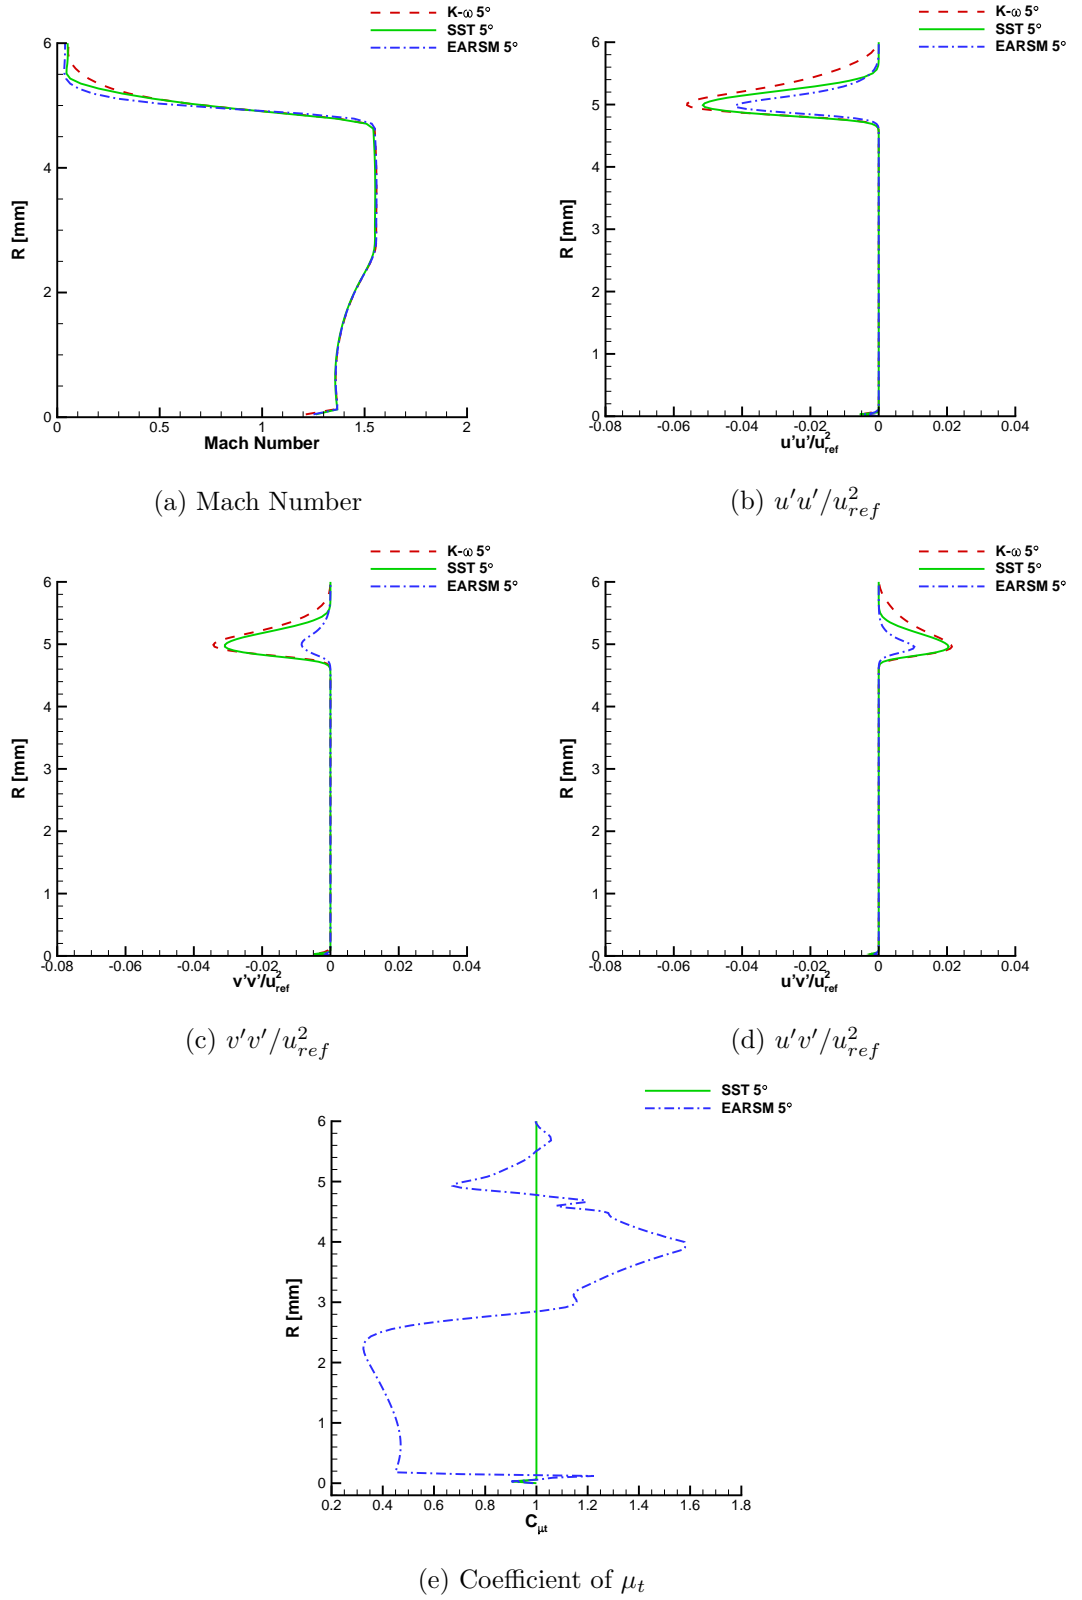 K-ω 5°
SST 5°
EARSM 5°
6
4
2
0
R [mm]
0 0.5 1 1.5 2
Mach Number
(a) Mach Number
K-ω 5°
SST 5°
EARSM 5°
6
5
4
3
2
1
0
R [mm]
-0.08 -0.06 -0.04 -0.02 0 0.02 0.04
u'u'/u²ref
(b) u′u′/u²ref
K-ω 5°
SST 5°
EARSM 5°
6
5
4
3
2
1
0
R [mm]
-0.08 -0.06 -0.04 -0.02 0 0.02 0.04
v'v'/u²ref
(c) v′v′/u²ref
K-ω 5°
SST 5°
EARSM 5°
6
5
4
3
2
1
0
R [mm]
-0.08 -0.06 -0.04 -0.02 0 0.02 0.04
u'v'/u²ref
(d) u′v′/u²ref
SST 5°
EARSM 5°
6
5
4
3
2
1
0
R [mm]
0.2 0.4 0.6 0.8 1 1.2 1.4 1.6 1.8
Cμt
(e) Coefficient of μt